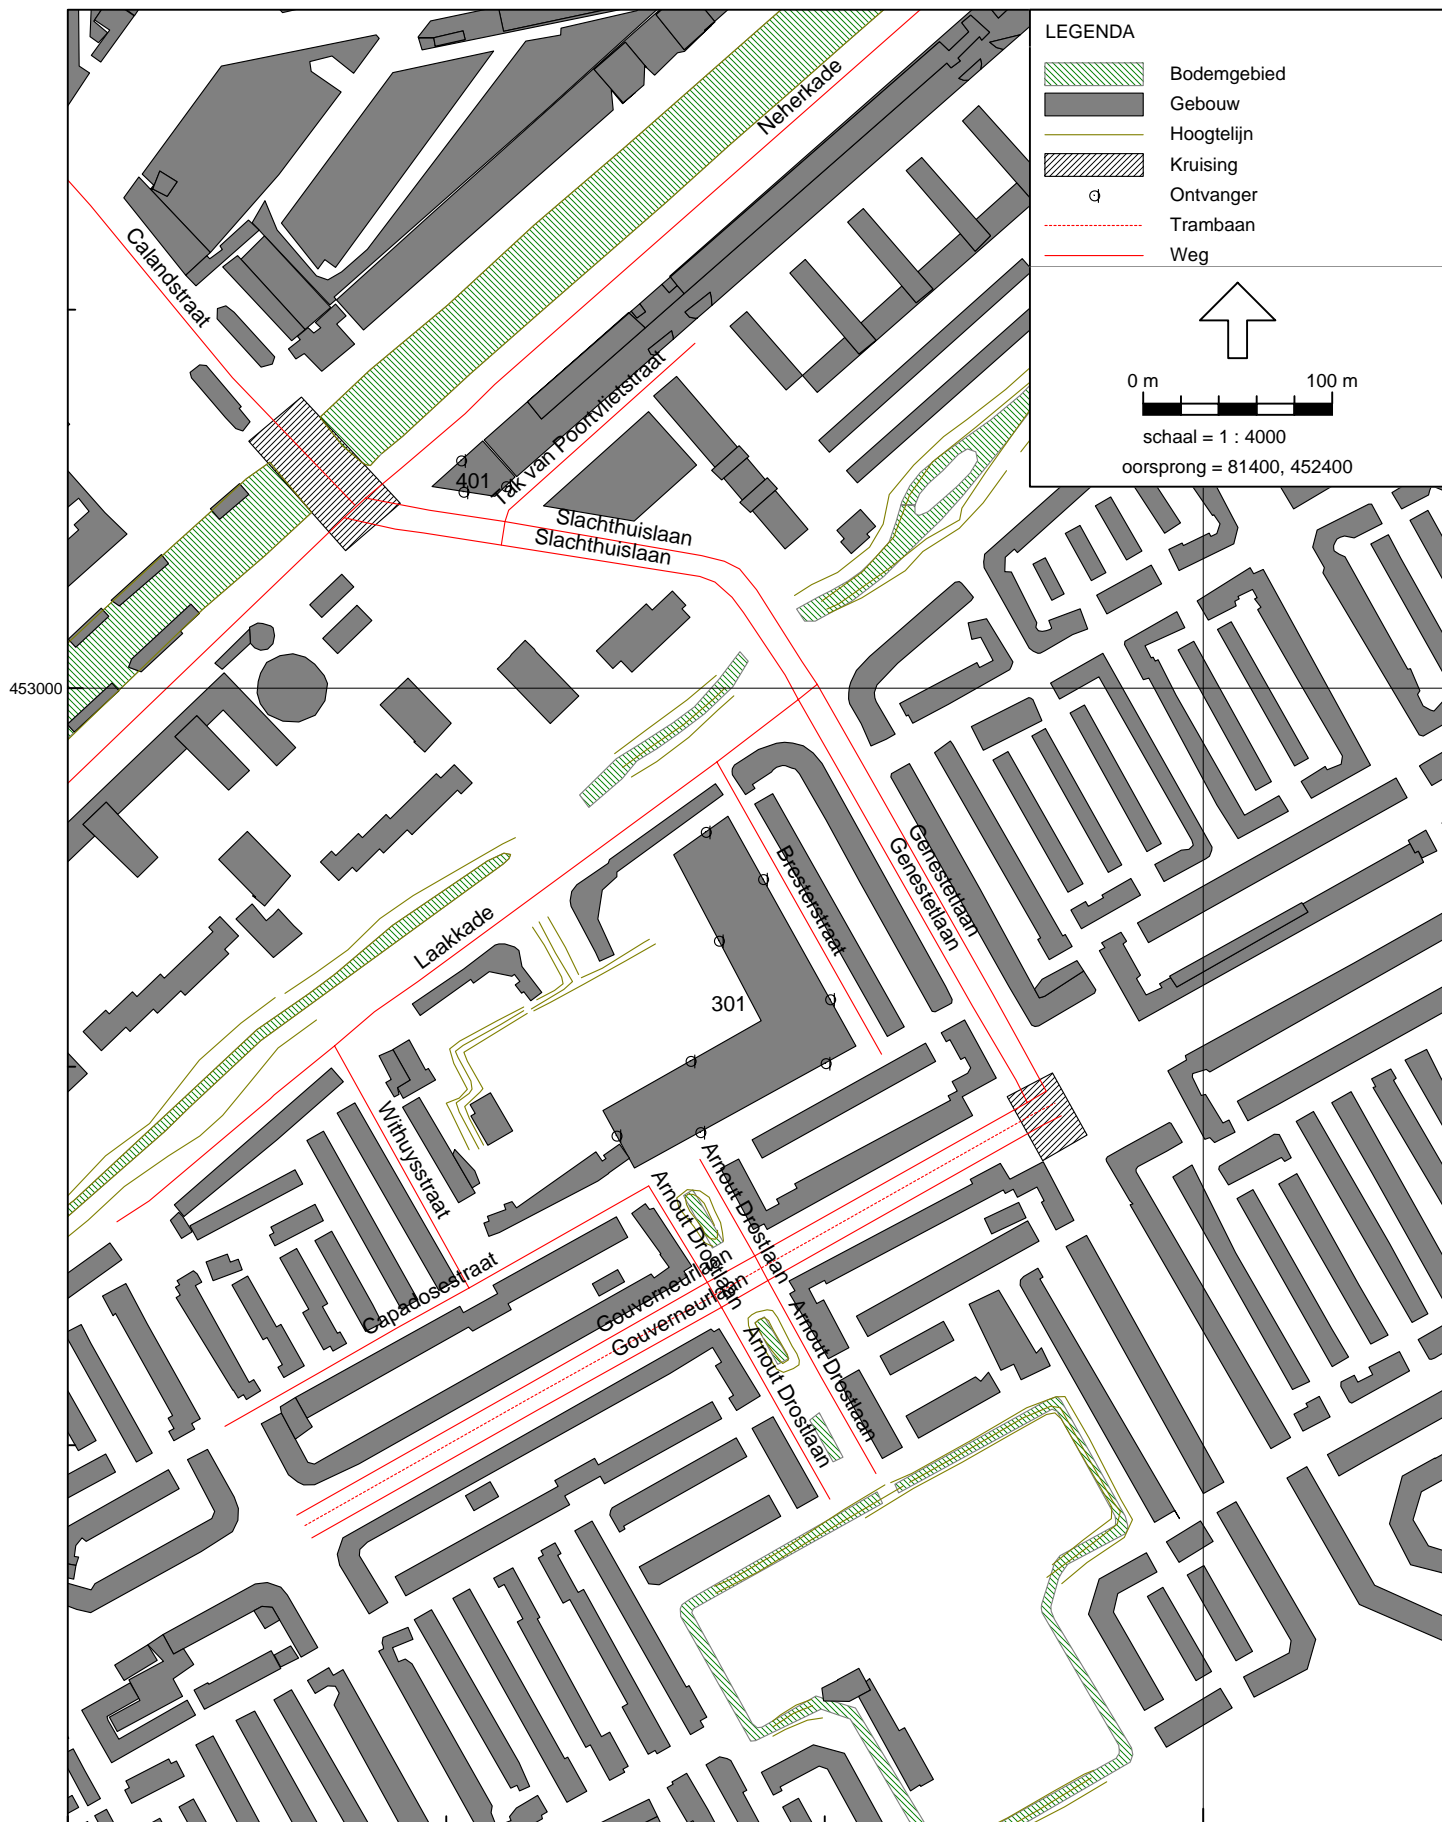 LEGENDA
Bodemgebied
Gebouw
Hoogtelijn
Kruising
Ontvanger
Trambaan
Weg
0 m 100 m
schaal = 1 : 4000
oorsprong = 81400, 452400
Neherkade
Calandstraat
Tak van Poortvlietstraat
401
Slachthuislaan
Slachthuislaan
453000
Genestetlaan
Genestetlaan
Bresterstraat
Laakkade
301
Withuysstraat
Arnout Drostlaan
Arnout Drostlaan
Capadosestraat
Gouverneurlaan
Gouverneurlaan
Arnout Drostlaan
Arnout Drostlaan